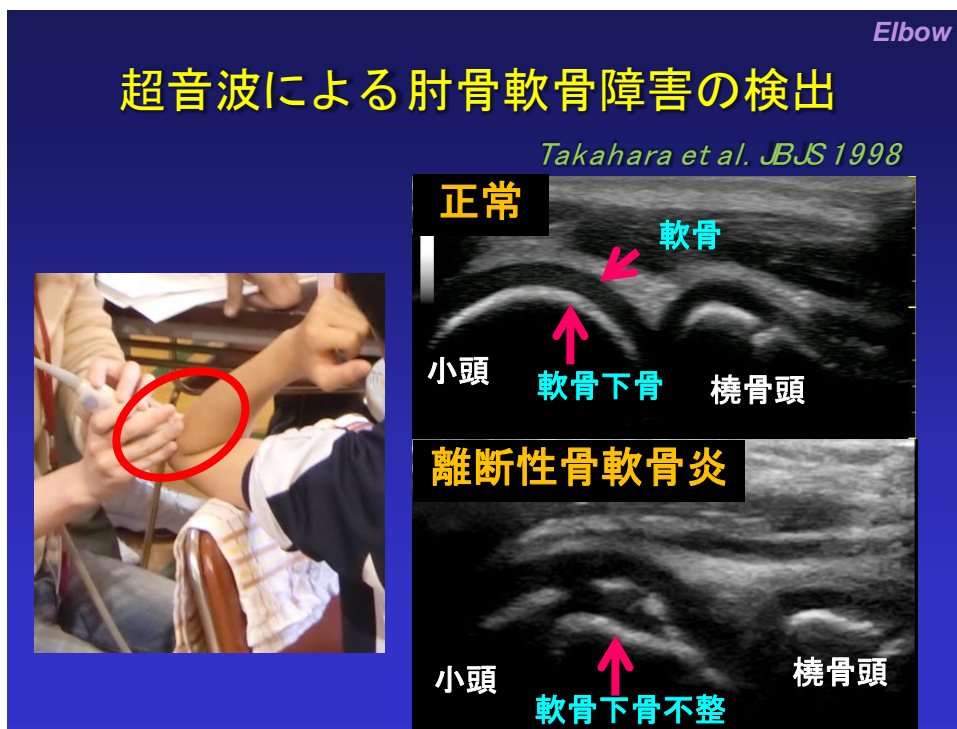 Elbow
超音波による肘骨軟骨障害の検出
Takahara et al. JBJS 1998
正常
軟骨
小頭
軟骨下骨
橈骨頭
離断性骨軟骨炎
小頭
橈骨頭
軟骨下骨不整